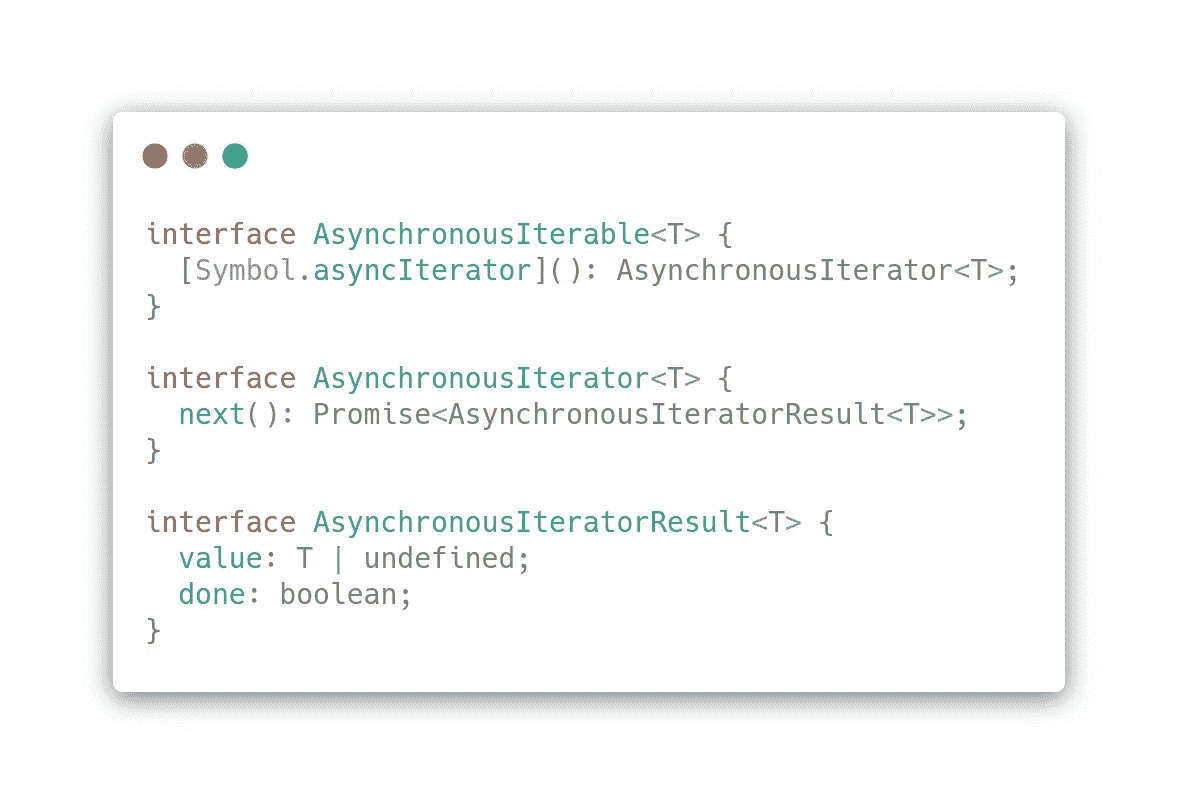 interface AsynchronousIterable<T> {
  [Symbol.asyncIterator](): AsynchronousIterator<T>;
}

interface AsynchronousIterator<T> {
  next(): Promise<AsynchronousIteratorResult<T>>;
}

interface AsynchronousIteratorResult<T> {
  value: T | undefined;
  done: boolean;
}